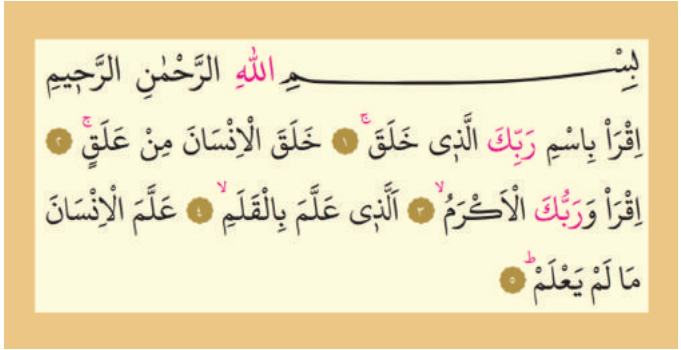 بِسْمِ اللّٰهِ الرَّحْمٰنِ الرَّح۪يمِ
اِقْرَأْ بِاسْمِ رَبِّكَ الَّذ۪ى خَلَقَۚ ﴿١﴾ خَلَقَ الْاِنْسَانَ مِنْ عَلَقٍۚ ﴿٢﴾
اِقْرَأْ وَرَبُّكَ الْاَكْرَمُۙ ﴿٣﴾ اَلَّذ۪ى عَلَّمَ بِالْقَلَمِۙ ﴿٤﴾ عَلَّمَ الْاِنْسَانَ
مَا لَمْ يَعْلَمْۜ ﴿٥﴾